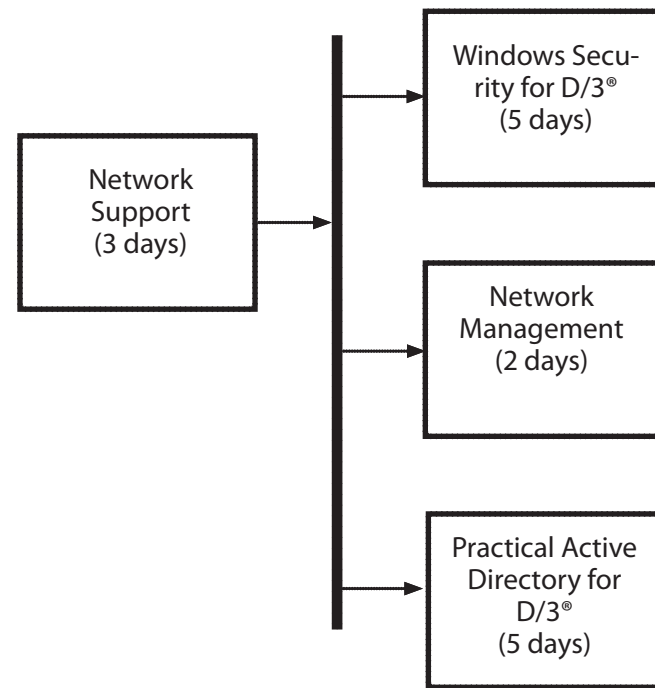 Network
Support
(3 days)
Windows Secu-
rity for D/3®
(5 days)
Network
Management
(2 days)
Practical Active
Directory for
D/3®
(5 days)